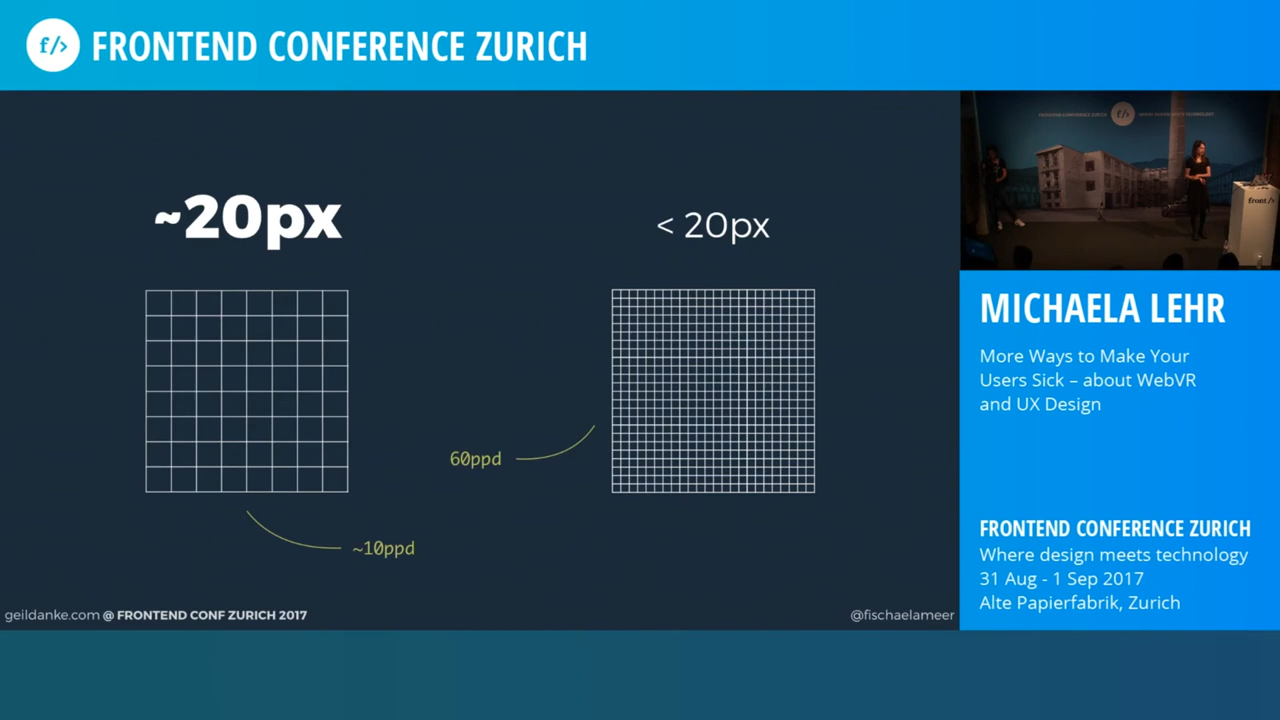 f/>
FRONTEND CONFERENCE ZURICH
~20px
< 20px
60ppd
~10ppd
geildanke.com @ FRONTEND CONF ZURICH 2017
@fischaelameer
f/>
front />
MICHAELA LEHR
More Ways to Make Your
Users Sick – about WebVR
and UX Design
FRONTEND CONFERENCE ZURICH
Where design meets technology
31 Aug - 1 Sep 2017
Alte Papierfabrik, Zurich